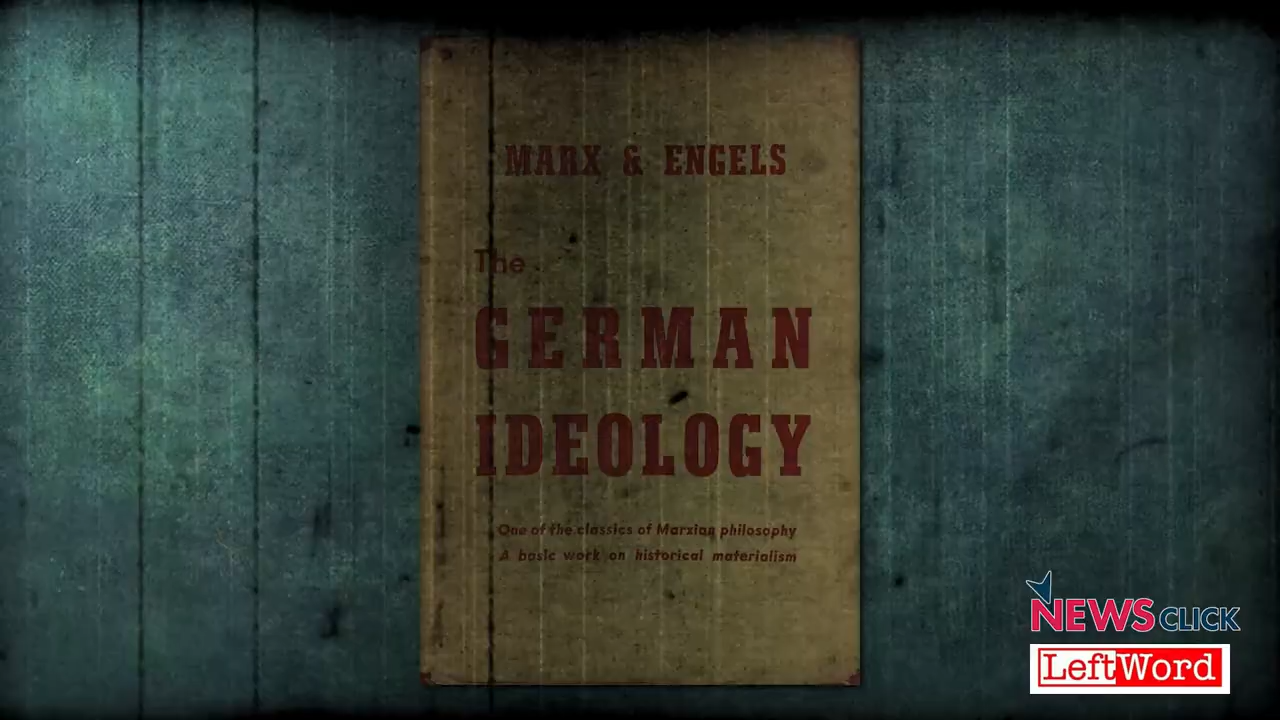 MARX & ENGELS
The
GERMAN
IDEOLOGY
One of the classics of Marxian philosophy
A basic work on historical materialism
NEWSCLICK
LeftWord